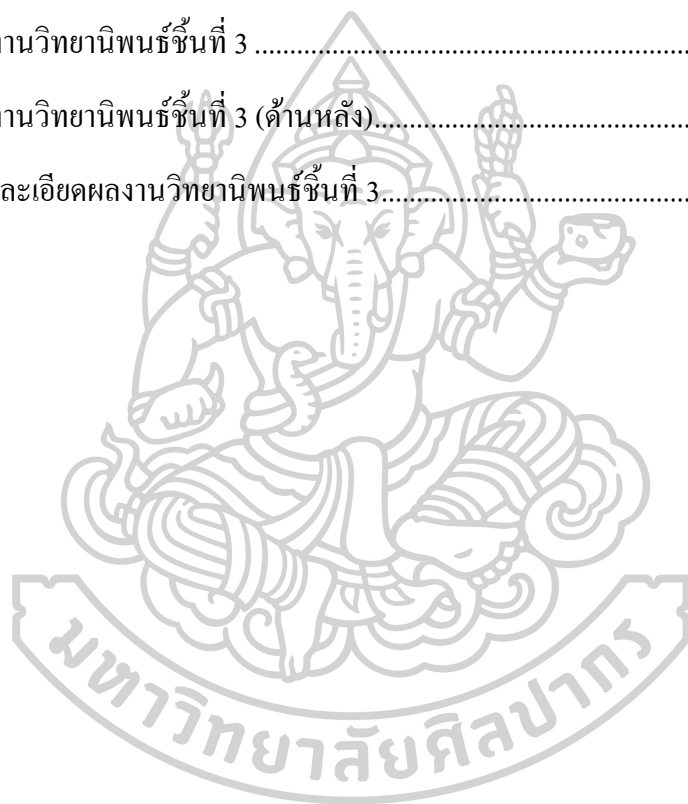 านวิทยานิพนธ์ชิ้นที่ 3 ....................................................................
านวิทยานิพนธ์ชิ้นที่ 3 (ด้านหลัง)................................................
ละเอียดผลงานวิทยานิพนธ์ชิ้นที่ 3...............................................
มหาวิทยาลัยศิลปากร